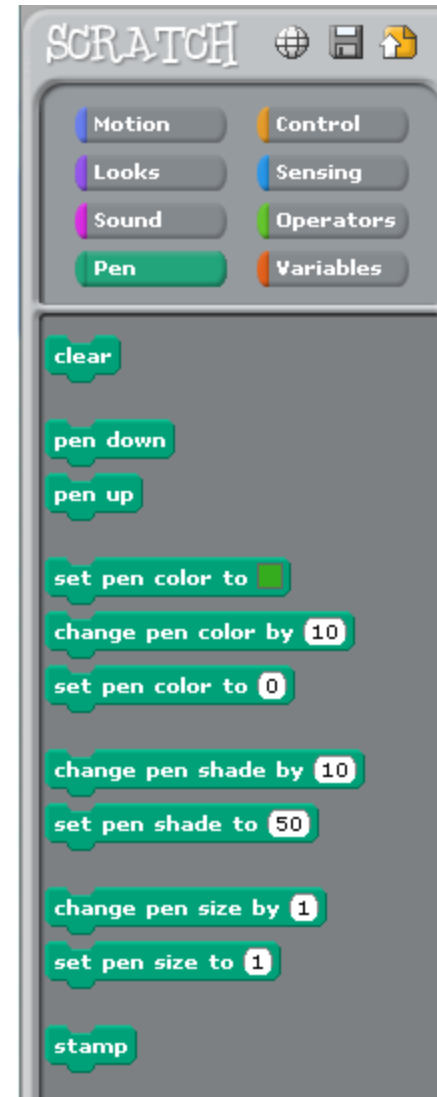 SCRATCH
Motion Control
Looks Sensing
Sound Operators
Pen Variables
clear
pen down
pen up
set pen color to
change pen color by 10
set pen color to 0
change pen shade by 10
set pen shade to 50
change pen size by 1
set pen size to 1
stamp